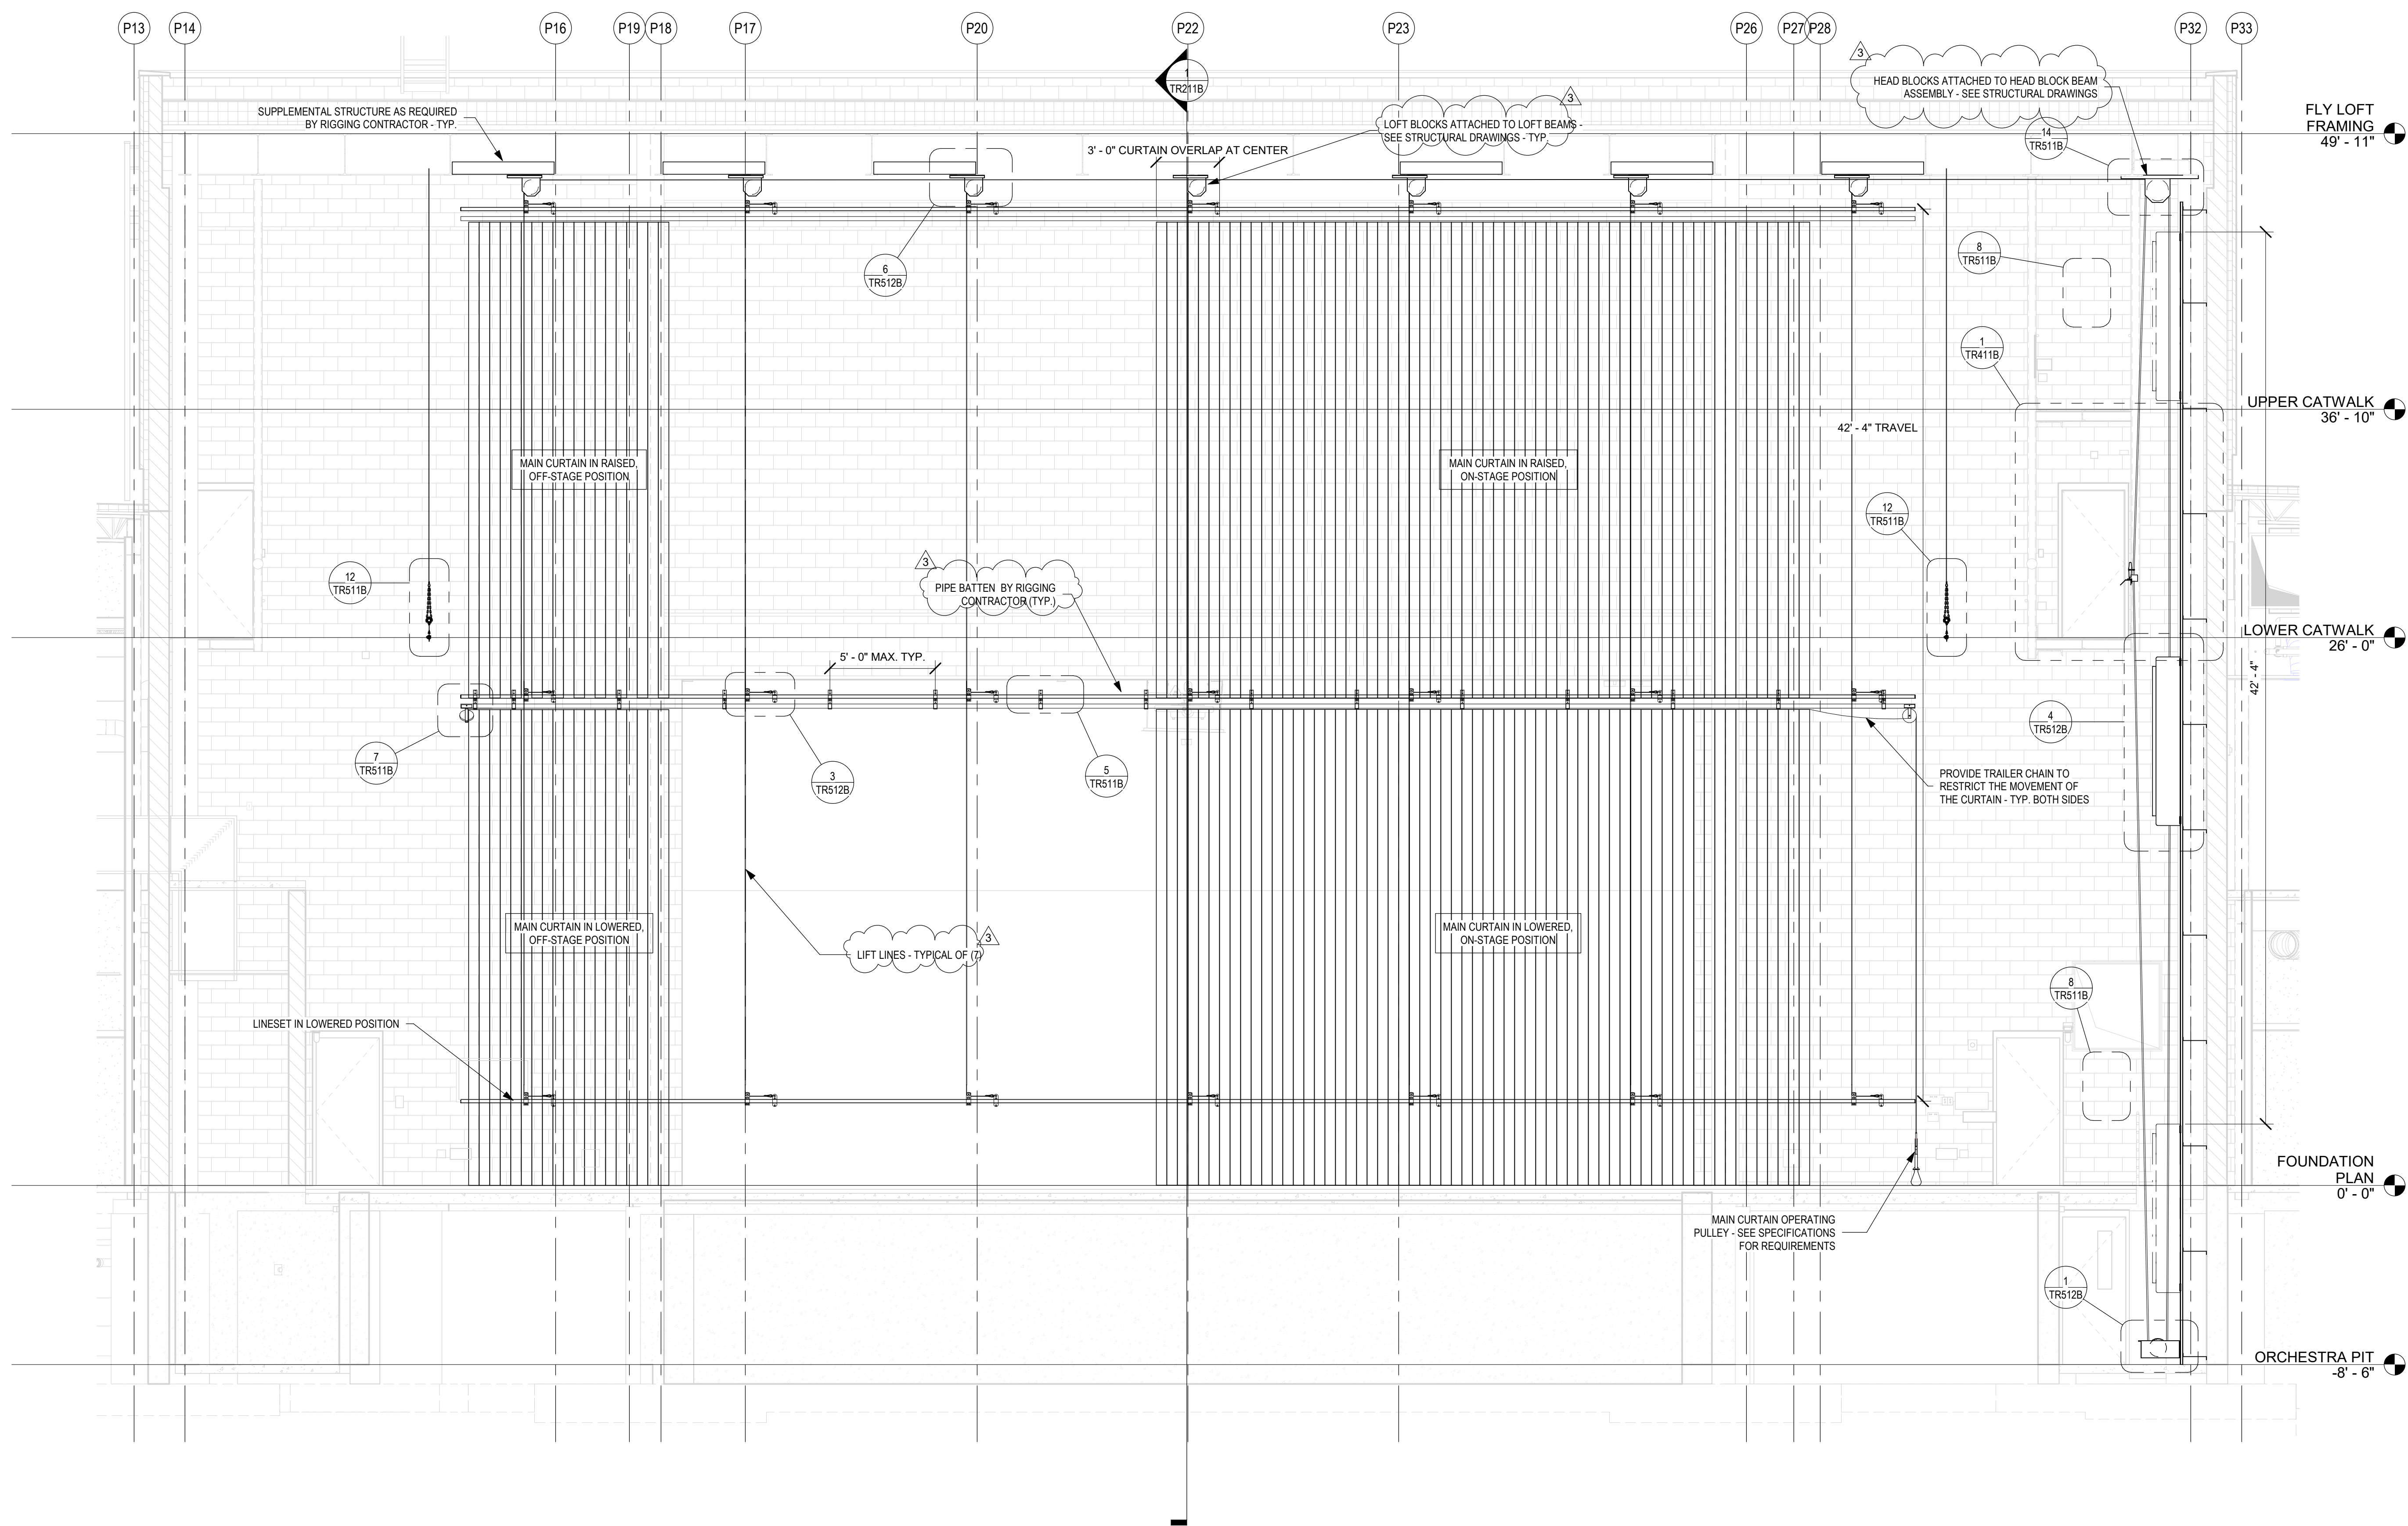 P13
P14
P16
P19
P18
P17
P20
P22
P23
P26
P27
P28
P32
P33
1
TR211B
3
HEAD BLOCKS ATTACHED TO HEAD BLOCK BEAM
ASSEMBLY - SEE STRUCTURAL DRAWINGS
SUPPLEMENTAL STRUCTURE AS REQUIRED
BY RIGGING CONTRACTOR - TYP.
3
LOFT BLOCKS ATTACHED TO LOFT BEAMS -
SEE STRUCTURAL DRAWINGS - TYP.
FLY LOFT
FRAMING
49' - 11"
14
TR511B
3' - 0" CURTAIN OVERLAP AT CENTER
6
TR512B
8
TR511B
1
TR411B
UPPER CATWALK
36' - 10"
42' - 4" TRAVEL
MAIN CURTAIN IN RAISED,
OFF-STAGE POSITION
MAIN CURTAIN IN RAISED,
ON-STAGE POSITION
12
TR511B
12
TR511B
3
PIPE BATTEN BY RIGGING
CONTRACTOR (TYP.)
LOWER CATWALK
26' - 0"
5' - 0" MAX. TYP.
42' - 4"
4
TR512B
7
TR511B
3
TR512B
5
TR511B
PROVIDE TRAILER CHAIN TO
RESTRICT THE MOVEMENT OF
THE CURTAIN - TYP. BOTH SIDES
MAIN CURTAIN IN LOWERED,
OFF-STAGE POSITION
MAIN CURTAIN IN LOWERED,
ON-STAGE POSITION
3
LIFT LINES - TYPICAL OF (7)
8
TR511B
LINESET IN LOWERED POSITION
FOUNDATION
PLAN
0' - 0"
MAIN CURTAIN OPERATING
PULLEY - SEE SPECIFICATIONS
FOR REQUIREMENTS
1
TR512B
ORCHESTRA PIT
-8' - 6"